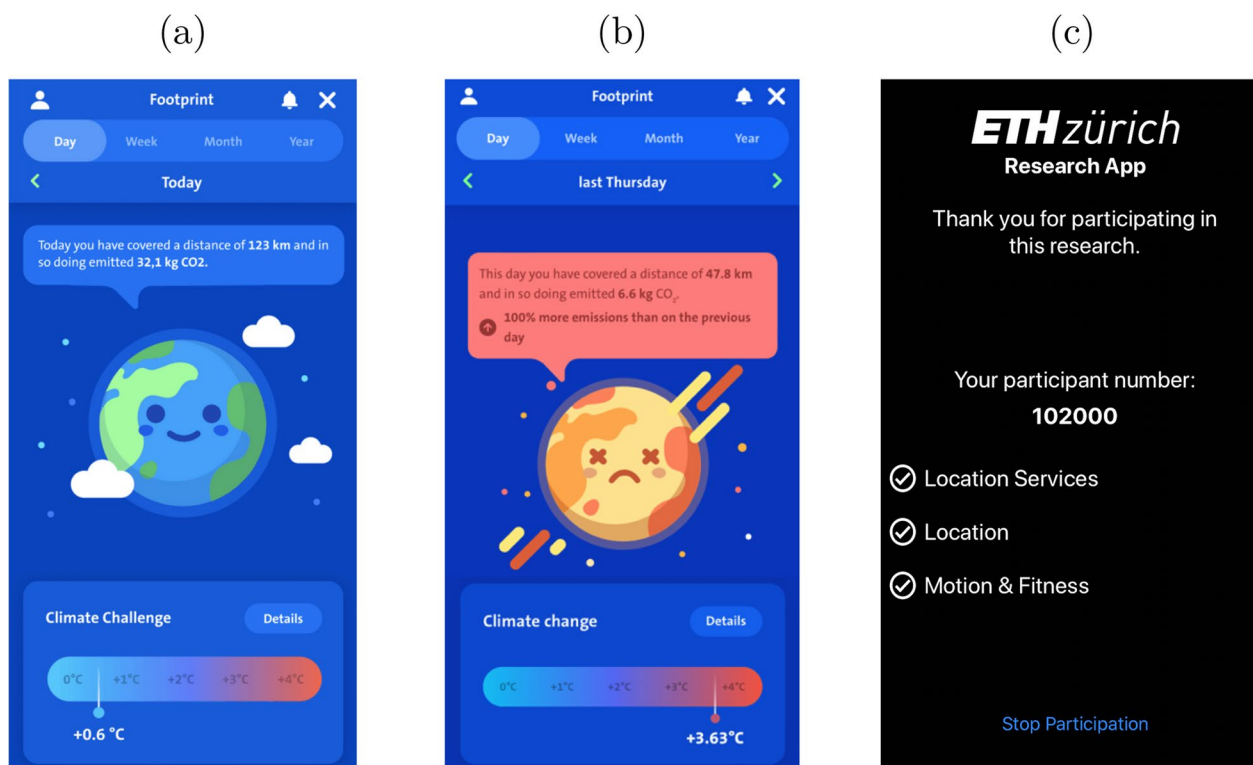 (a)
Footprint
Day Week Month Year
Today
Today you have covered a distance of 123 km and in
so doing emitted 32,1 kg CO2.
Climate Challenge
Details
0°C +1°C +2°C +3°C +4°C
+0.6 °C
(b)
Footprint
Day Week Month Year
last Thursday
This day you have covered a distance of 47.8 km
and in so doing emitted 6.6 kg CO₂.
100% more emissions than on the previous
day
Climate change
Details
0°C +1°C +2°C +3°C +4°C
+3.63°C
(c)
ETH zürich
Research App
Thank you for participating in
this research.
Your participant number:
102000
Location Services
Location
Motion & Fitness
Stop Participation